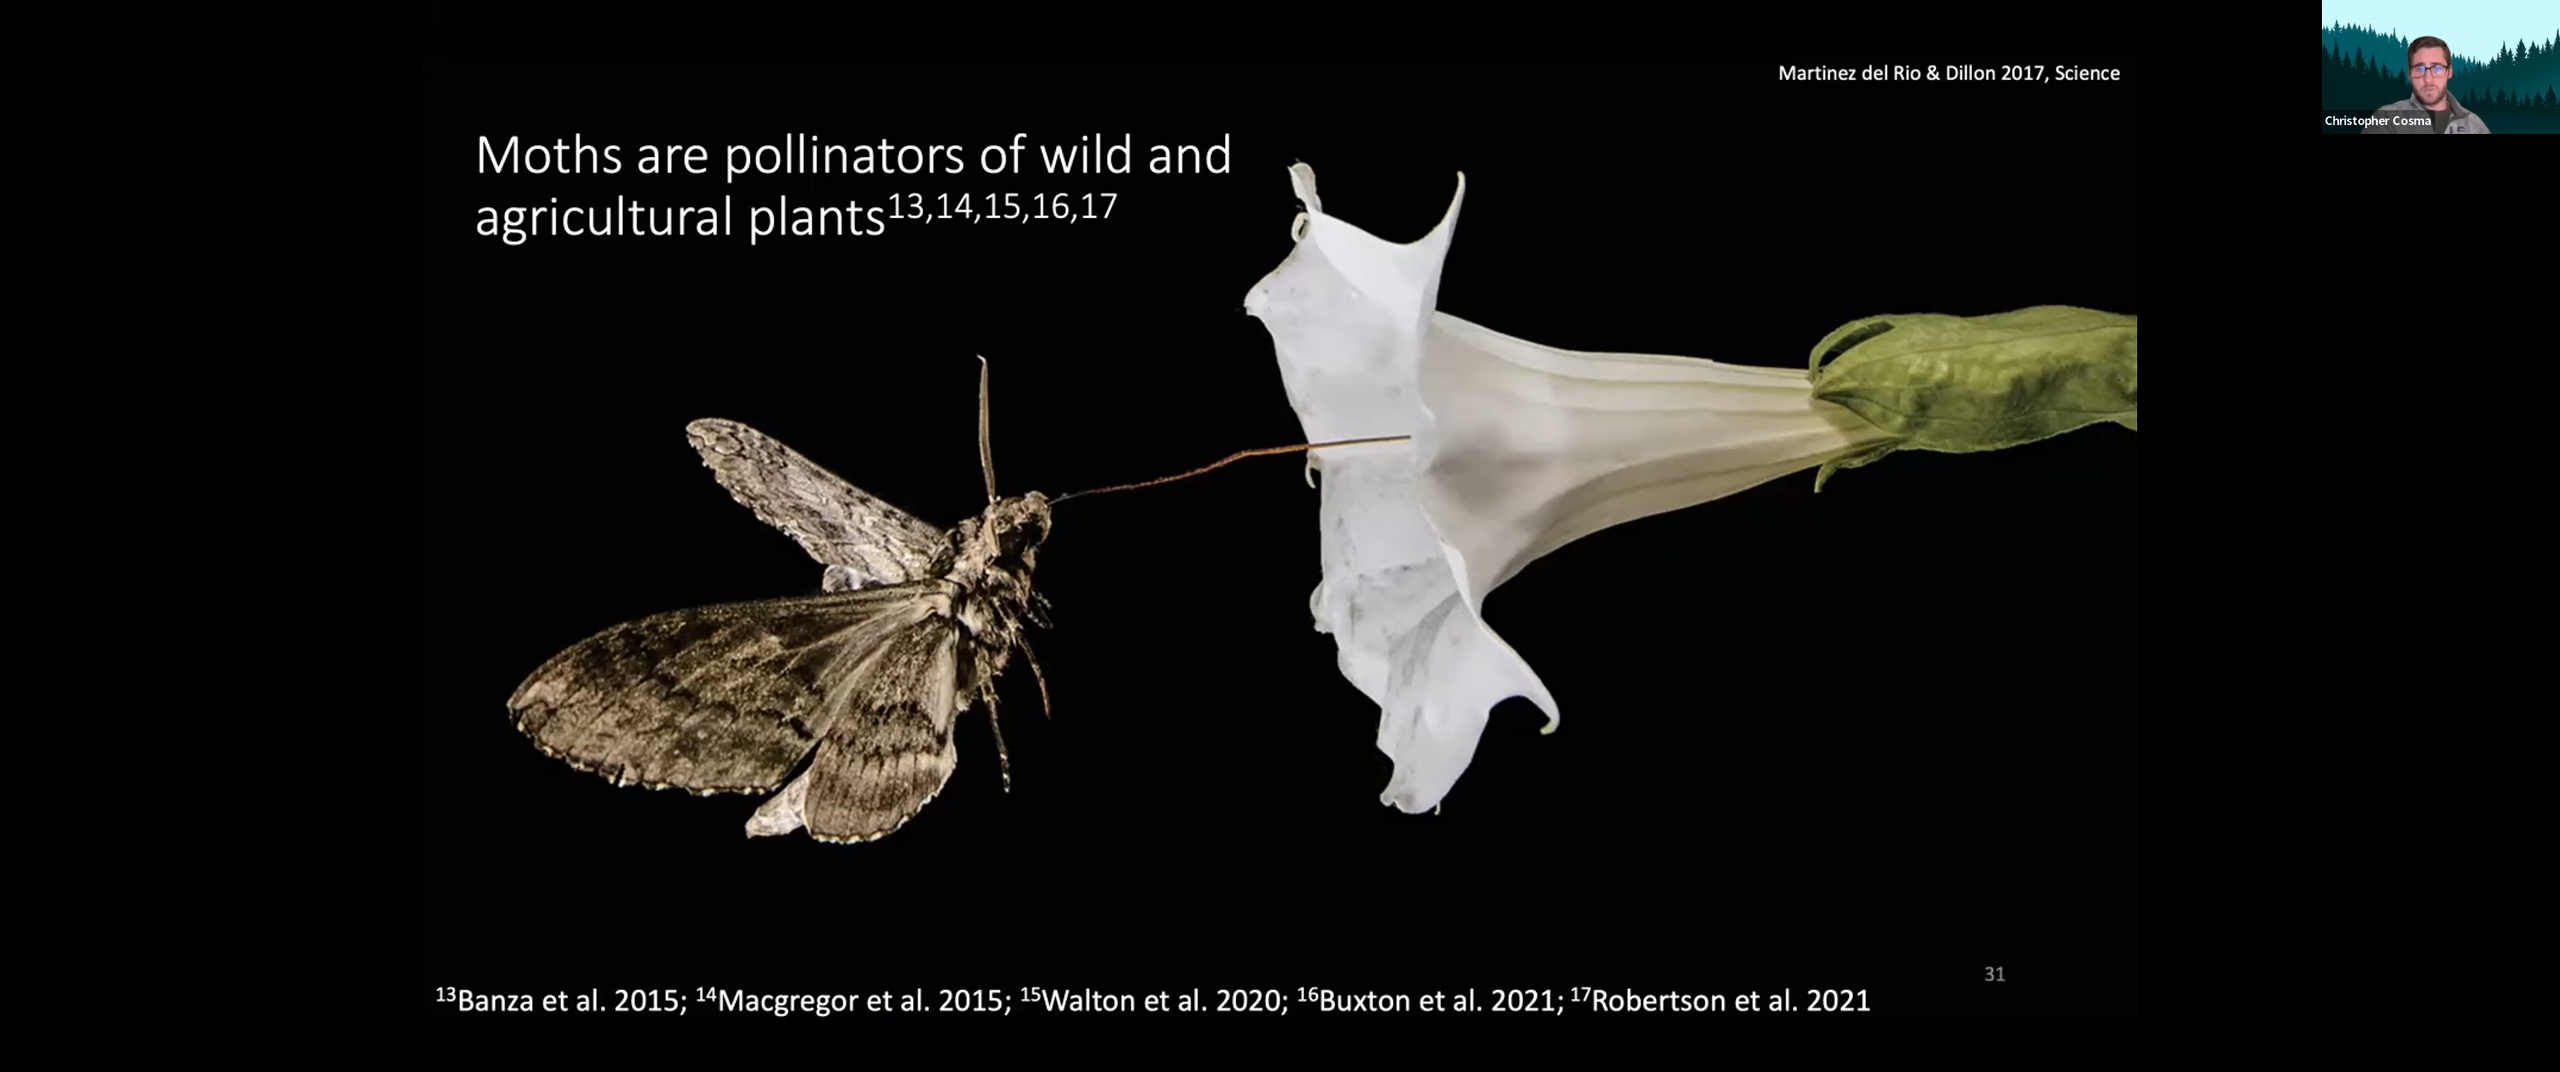 Martinez del Rio & Dillon 2017, Science
Christopher Cosma
Moths are pollinators of wild and
agricultural plants13,14,15,16,17
31
13Banza et al. 2015; 14Macgregor et al. 2015; 15Walton et al. 2020; 16Buxton et al. 2021; 17Robertson et al. 2021